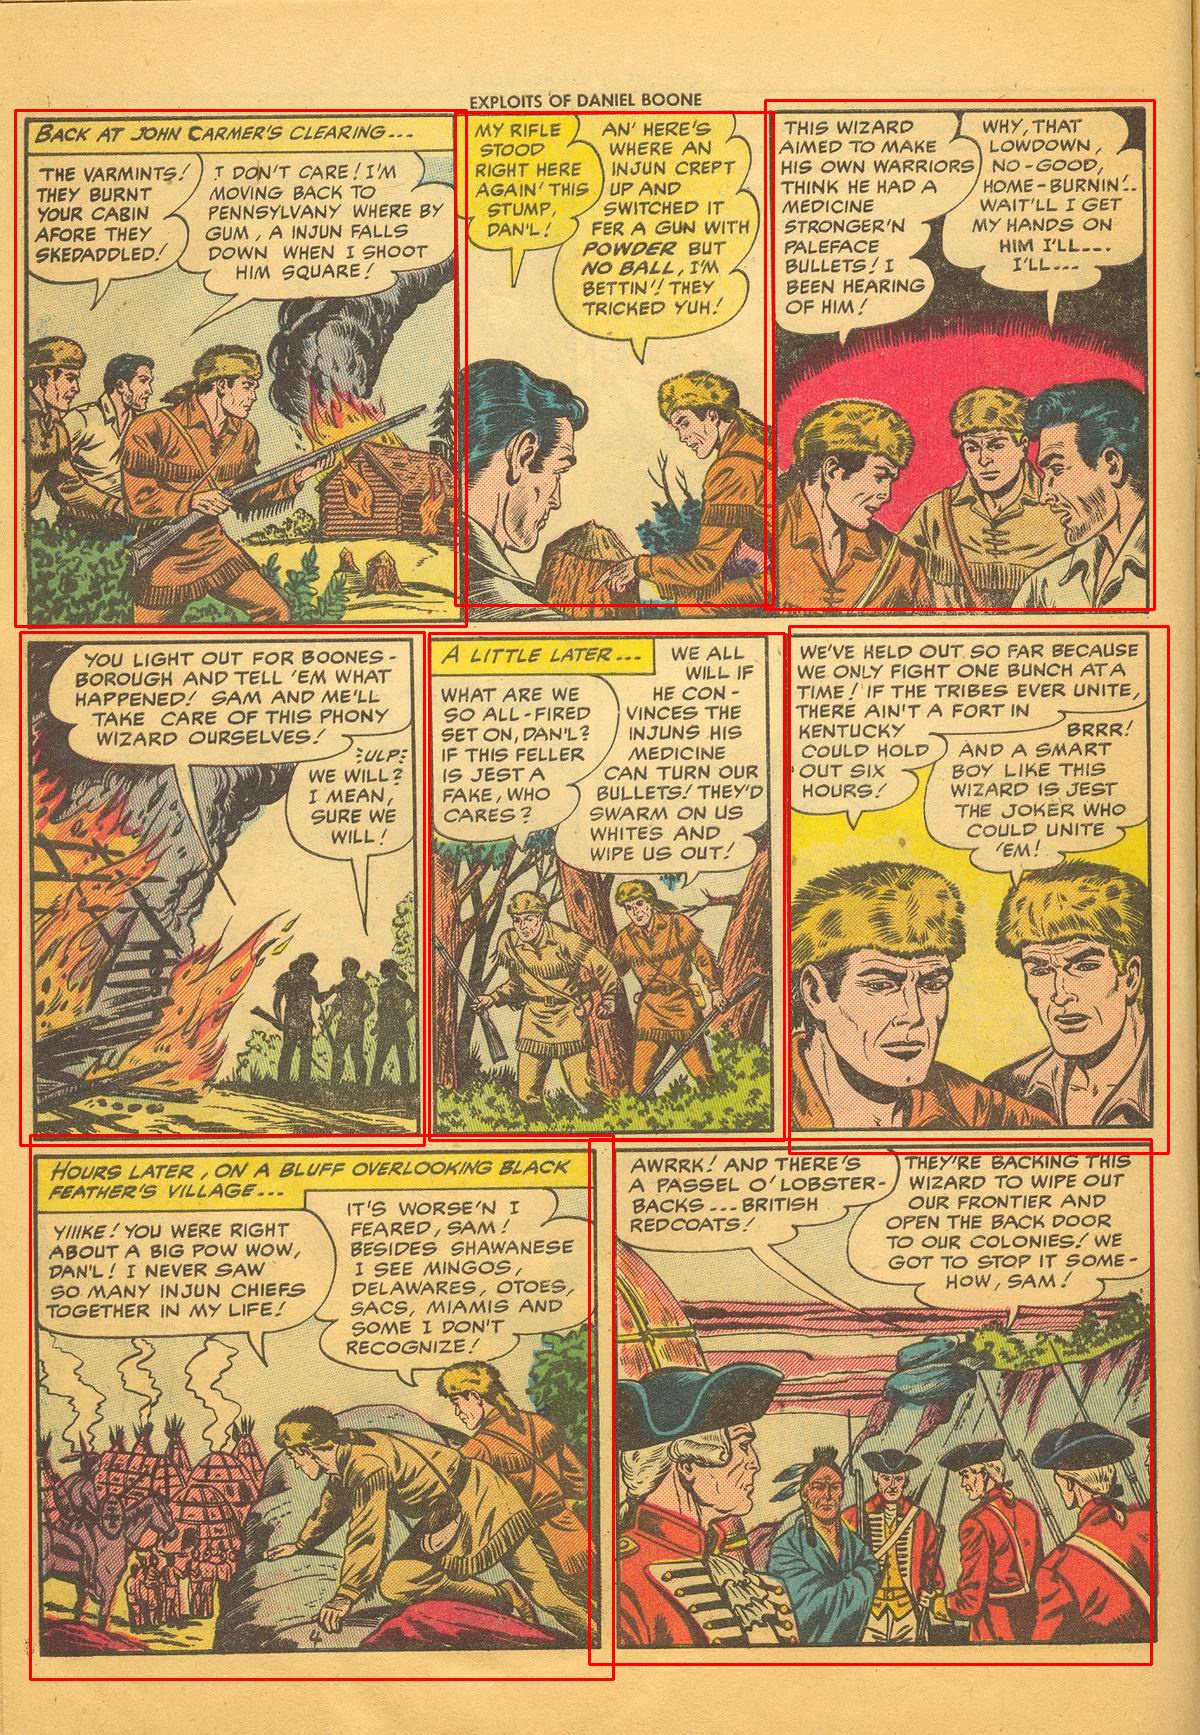 EXPLOITS OF DANIEL BOONE
BACK AT JOHN CARMER'S CLEARING...
THE VARMINTS!
THEY BURNT
YOUR CABIN
AFORE THEY
SKEDADDLED!
I DON'T CARE! I'M
MOVING BACK TO
PENNSYLVANY WHERE BY
GUM, A INJUN FALLS
DOWN WHEN I SHOOT
HIM SQUARE!
MY RIFLE
STOOD
RIGHT HERE
AGAIN' THIS
STUMP,
DAN'L!
AN' HERE'S
WHERE AN
INJUN CREPT
UP AND
SWITCHED IT
FER A GUN WITH
POWDER BUT
NO BALL, I'M
BETTIN'! THEY
TRICKED YUH!
THIS WIZARD
AIMED TO MAKE
HIS OWN WARRIORS
THINK HE HAD A
MEDICINE
STRONGER'N
PALEFACE
BULLETS! I
BEEN HEARING
OF HIM!
WHY, THAT
LOWDOWN,
NO-GOOD,
HOME-BURNIN'..
WAIT'LL I GET
MY HANDS ON
HIM I'LL...
I'LL...
YOU LIGHT OUT FOR BOONES-
BOROUGH AND TELL 'EM WHAT
HAPPENED! SAM AND ME'LL
TAKE CARE OF THIS PHONY
WIZARD OURSELVES!
ULP!
WE WILL?
I MEAN,
SURE WE
WILL!
A LITTLE LATER...
WHAT ARE WE
SO ALL-FIRED
SET ON, DAN'L?
IF THIS FELLER
IS JEST A
FAKE, WHO
CARES?
WE ALL
WILL IF
HE CON-
VINCES THE
INJUNS HIS
MEDICINE
CAN TURN OUR
BULLETS! THEY'D
SWARM ON US
WHITES AND
WIPE US OUT!
WE'VE HELD OUT SO FAR BECAUSE
WE ONLY FIGHT ONE BUNCH AT A
TIME! IF THE TRIBES EVER UNITE,
THERE AIN'T A FORT IN
KENTUCKY
COULD HOLD
OUT SIX
HOURS!
BRRR!
AND A SMART
BOY LIKE THIS
WIZARD IS JEST
THE JOKER WHO
COULD UNITE
'EM!
HOURS LATER, ON A BLUFF OVERLOOKING BLACK
FEATHER'S VILLAGE...
YIIIKE! YOU WERE RIGHT
ABOUT A BIG POW WOW,
DAN'L! I NEVER SAW
SO MANY INJUN CHIEFS
TOGETHER IN MY LIFE!
IT'S WORSE'N I
FEARED, SAM!
BESIDES SHAWANESE
I SEE MINGOS,
DELAWARES, OTOES,
SACS, MIAMIS AND
SOME I DON'T
RECOGNIZE!
AWRRK! AND THERE'S
A PASSEL O' LOBSTER-
BACKS... BRITISH
REDCOATS!
THEY'RE BACKING THIS
WIZARD TO WIPE OUT
OUR FRONTIER AND
OPEN THE BACK DOOR
TO OUR COLONIES! WE
GOT TO STOP IT SOME-
HOW, SAM!